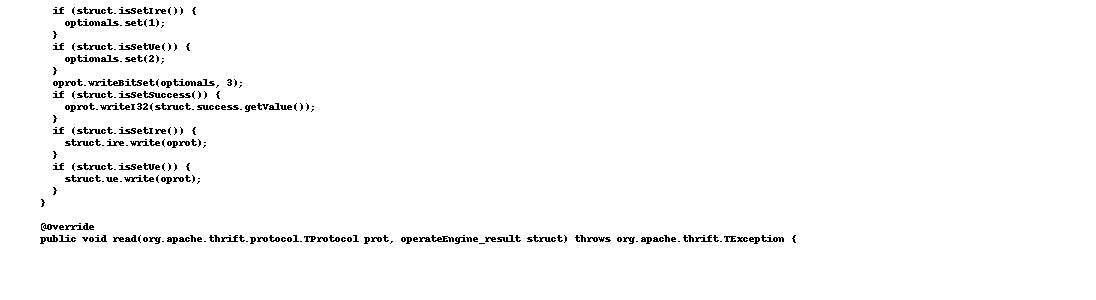 if (struct.isSetIre()) {
optionals.set(1);
}
if (struct.isSetUe()) {
optionals.set(2);
}
oprot.writeBitSet(optionals, 3);
if (struct.isSetSuccess()) {
oprot.writeI32(struct.success.getValue());
}
if (struct.isSetIre()) {
struct.ire.write(oprot);
}
if (struct.isSetUe()) {
struct.ue.write(oprot);
}
}
@Override
public void read(org.apache.thrift.protocol.TProtocol prot, operateEngine_result struct) throws org.apache.thrift.TException {